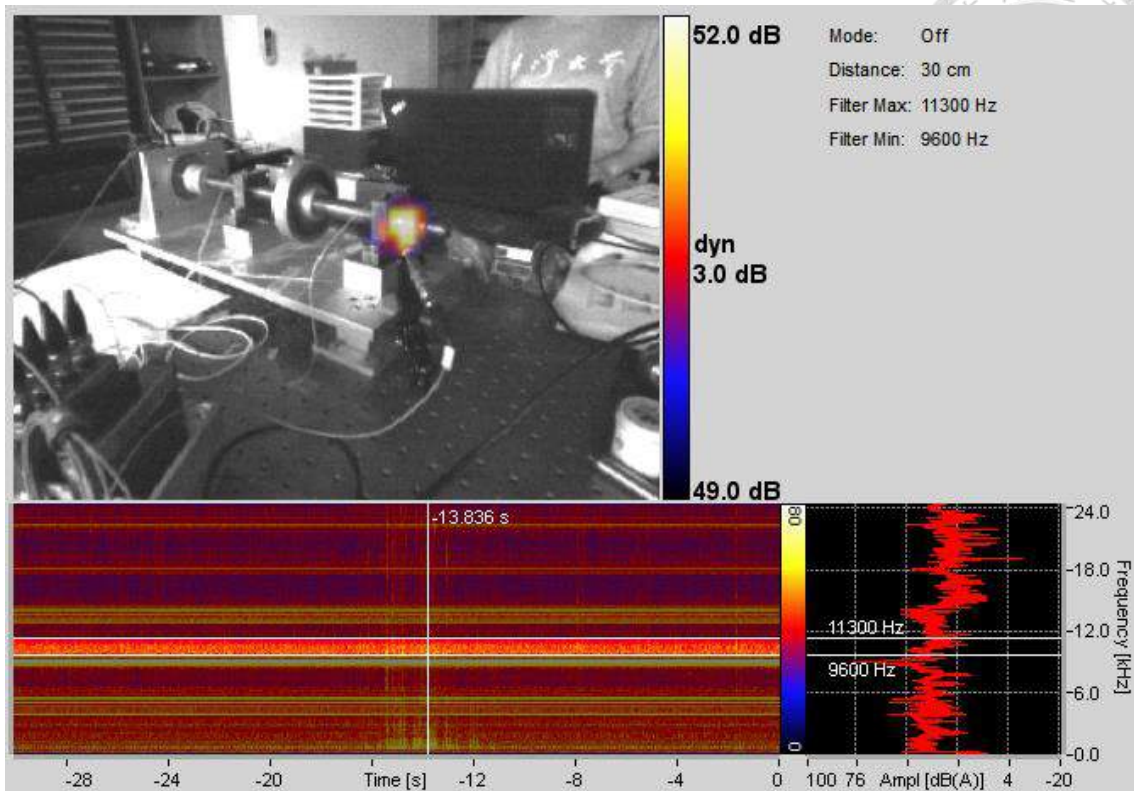 52.0 dB
dyn
3.0 dB
49.0 dB
Mode: Off
Distance: 30 cm
Filter Max: 11300 Hz
Filter Min: 9600 Hz
-13.836 s
80
0
11300 Hz
9600 Hz
24.0
18.0
12.0
6.0
0.0
Frequency [kHz]
-28 -24 -20 Time [s] -12 -8 -4 0
100 76 Ampl [dB(A)] 4 -20